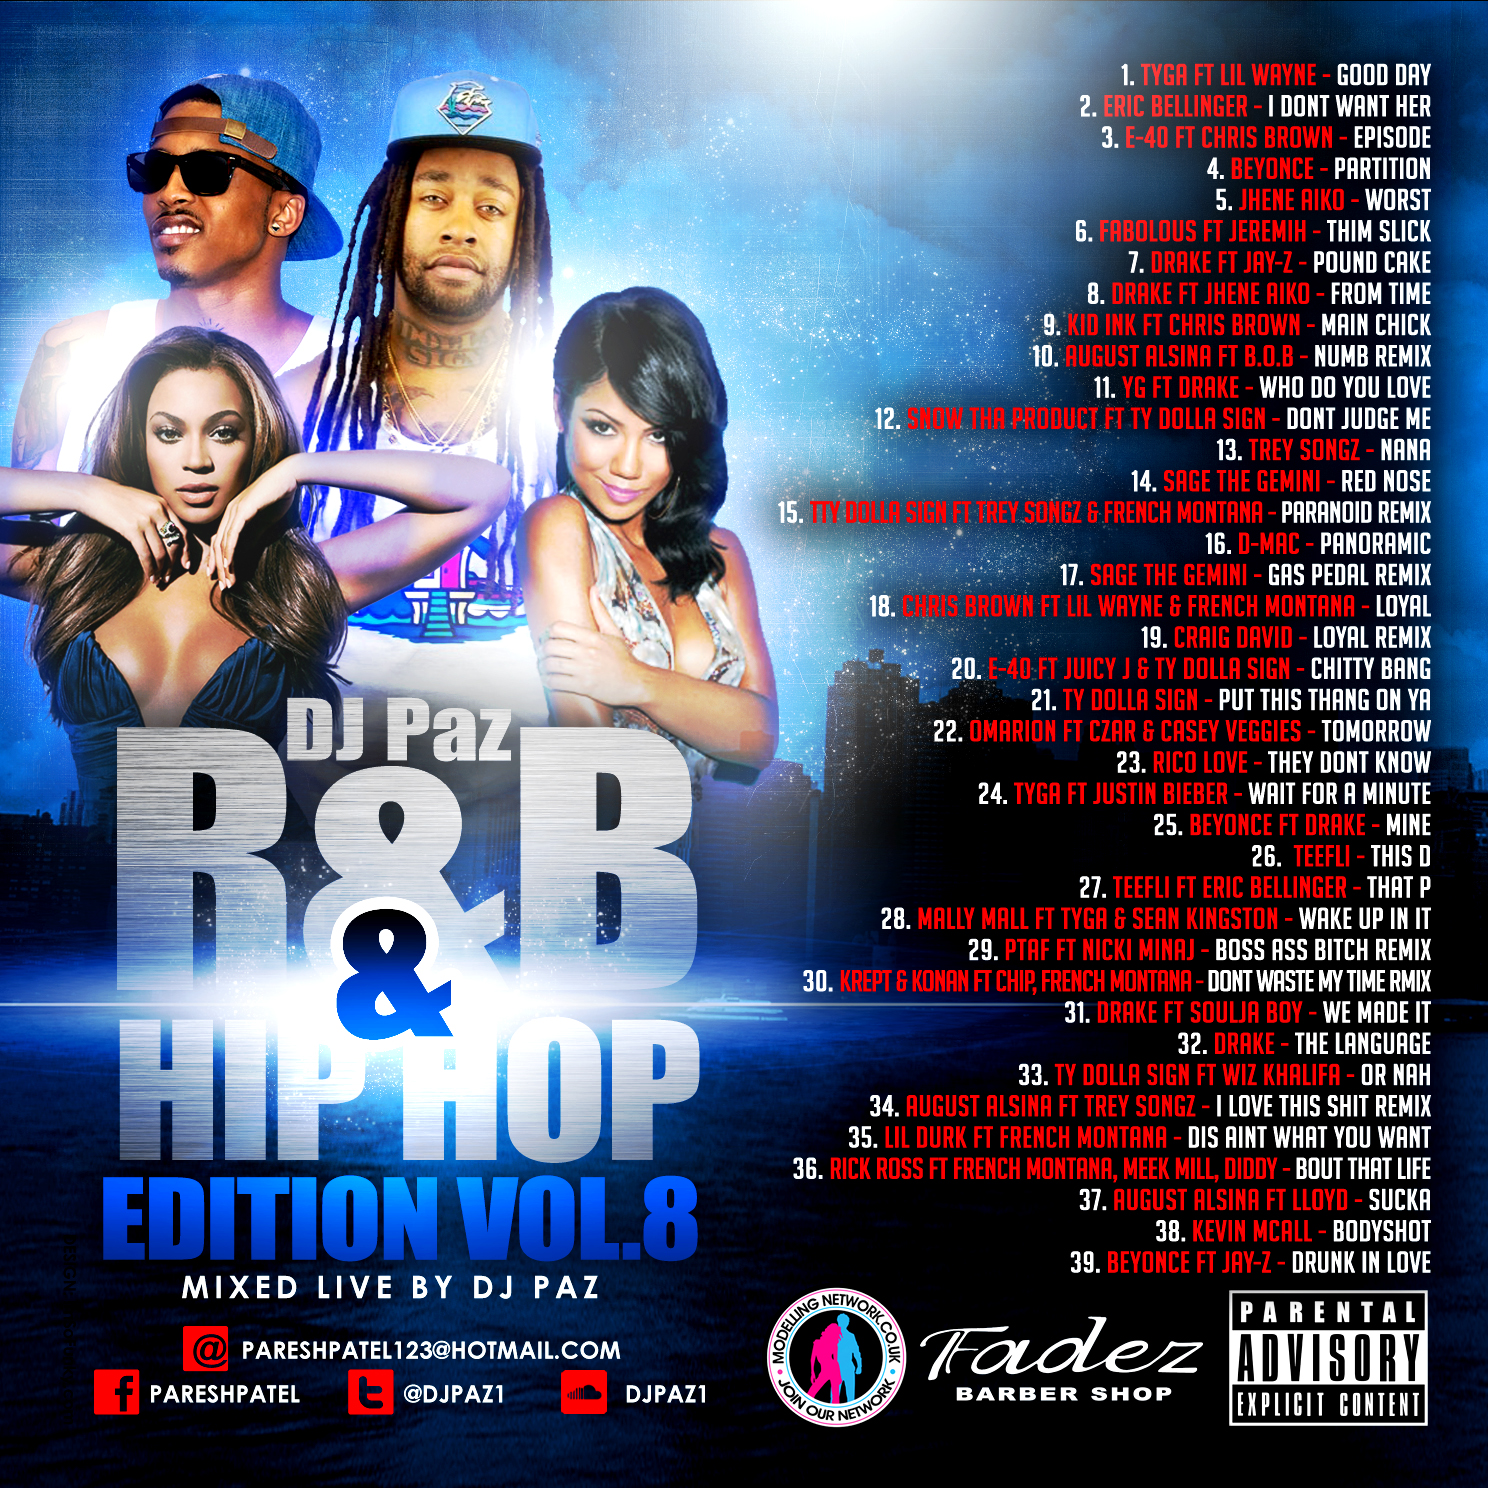 1. TYGA FT LIL WAYNE - GOOD DAY
2. ERIC BELLINGER - I DONT WANT HER
3. E-40 FT CHRIS BROWN - EPISODE
4. BEYONCE - PARTITION
5. JHENE AIKO - WORST
6. FABOLOUS FT JEREMIH - THIM SLICK
7. DRAKE FT JAY-Z - POUND CAKE
8. DRAKE FT JHENE AIKO - FROM TIME
9. KID INK FT CHRIS BROWN - MAIN CHICK
10. AUGUST ALSINA FT B.O.B - NUMB REMIX
11. YG FT DRAKE - WHO DO YOU LOVE
12. SNOW THA PRODUCT FT TY DOLLA SIGN - DONT JUDGE ME
13. TREY SONGZ - NANA
14. SAGE THE GEMINI - RED NOSE
15. TTY DOLLA SIGN FT TREY SONGZ & FRENCH MONTANA - PARANOID REMIX
16. D-MAC - PANORAMIC
17. SAGE THE GEMINI - GAS PEDAL REMIX
18. CHRIS BROWN FT LIL WAYNE & FRENCH MONTANA - LOYAL
19. CRAIG DAVID - LOYAL REMIX
20. E-40 FT JUICY J & TY DOLLA SIGN - CHITTY BANG
21. TY DOLLA SIGN - PUT THIS THANG ON YA
22. OMARION FT CZAR & CASEY VEGGIES - TOMORROW
23. RICO LOVE - THEY DONT KNOW
24. TYGA FT JUSTIN BIEBER - WAIT FOR A MINUTE
25. BEYONCE FT DRAKE - MINE
26. TEEFLI - THIS D
27. TEEFLI FT ERIC BELLINGER - THAT P
28. MALLY MALL FT TYGA & SEAN KINGSTON - WAKE UP IN IT
29. PTAF FT NICKI MINAJ - BOSS ASS BITCH REMIX
30. KREPT & KONAN FT CHIP, FRENCH MONTANA - DONT WASTE MY TIME RMIX
31. DRAKE FT SOULJA BOY - WE MADE IT
32. DRAKE - THE LANGUAGE
33. TY DOLLA SIGN FT WIZ KHALIFA - OR NAH
34. AUGUST ALSINA FT TREY SONGZ - I LOVE THIS SHIT REMIX
35. LIL DURK FT FRENCH MONTANA - DIS AINT WHAT YOU WANT
36. RICK ROSS FT FRENCH MONTANA, MEEK MILL, DIDDY - BOUT THAT LIFE
37. AUGUST ALSINA FT LLOYD - SUCKA
38. KEVIN MCALL - BODYSHOT
39. BEYONCE FT JAY-Z - DRUNK IN LOVE
DJ Paz
R&B
&
HIP HOP
EDITION VOL.8
MIXED LIVE BY DJ PAZ
@ PARESHPATEL123@HOTMAIL.COM
f PARESHPATEL
t @DJPAZ1
DJPAZ1
MODELLING NETWORK.CO.UK
• JOIN OUR NETWORK •
Fadez
BARBER SHOP
PARENTAL
ADVISORY
EXPLICIT CONTENT